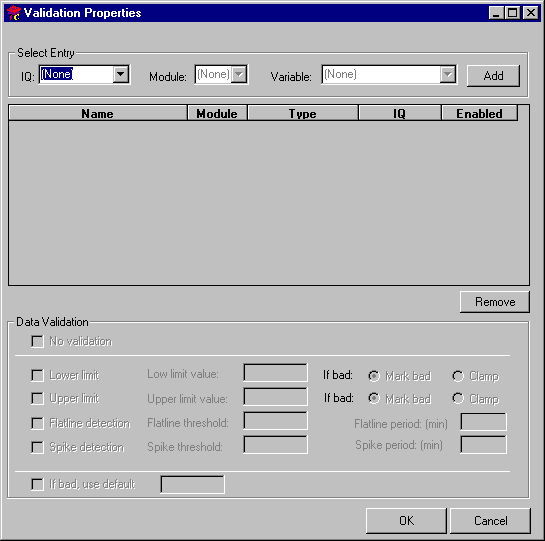 Validation Properties
Select Entry
IQ: (None) Module: (None) Variable: (None) Add
Name Module Type IQ Enabled
Remove
Data Validation
No validation
Lower limit Low limit value: If bad: Mark bad Clamp
Upper limit Upper limit value: If bad: Mark bad Clamp
Flatline detection Flatline threshold: Flatline period: (min)
Spike detection Spike threshold: Spike period: (min)
If bad, use default
OK Cancel